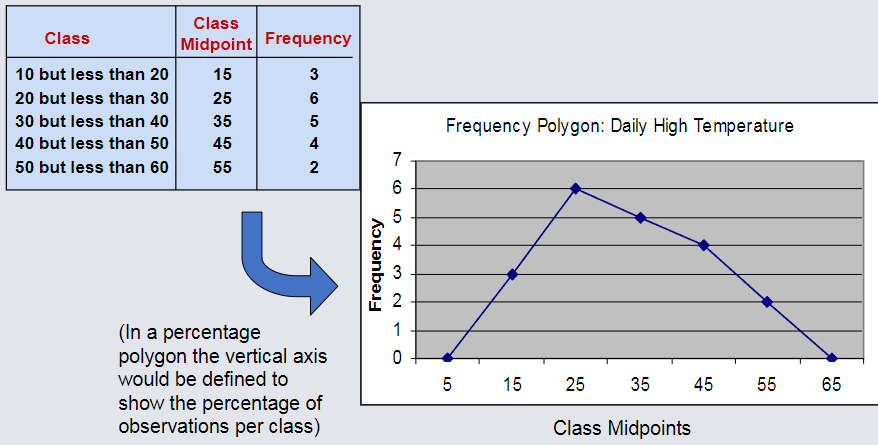 Class
Class
Midpoint
Frequency
10 but less than 20 15 3
20 but less than 30 25 6
30 but less than 40 35 5
40 but less than 50 45 4
50 but less than 60 55 2
Frequency Polygon: Daily High Temperature
Frequency
7
6
5
4
3
2
1
0
5 15 25 35 45 55 65
Class Midpoints
(In a percentage
polygon the vertical axis
would be defined to
show the percentage of
observations per class)